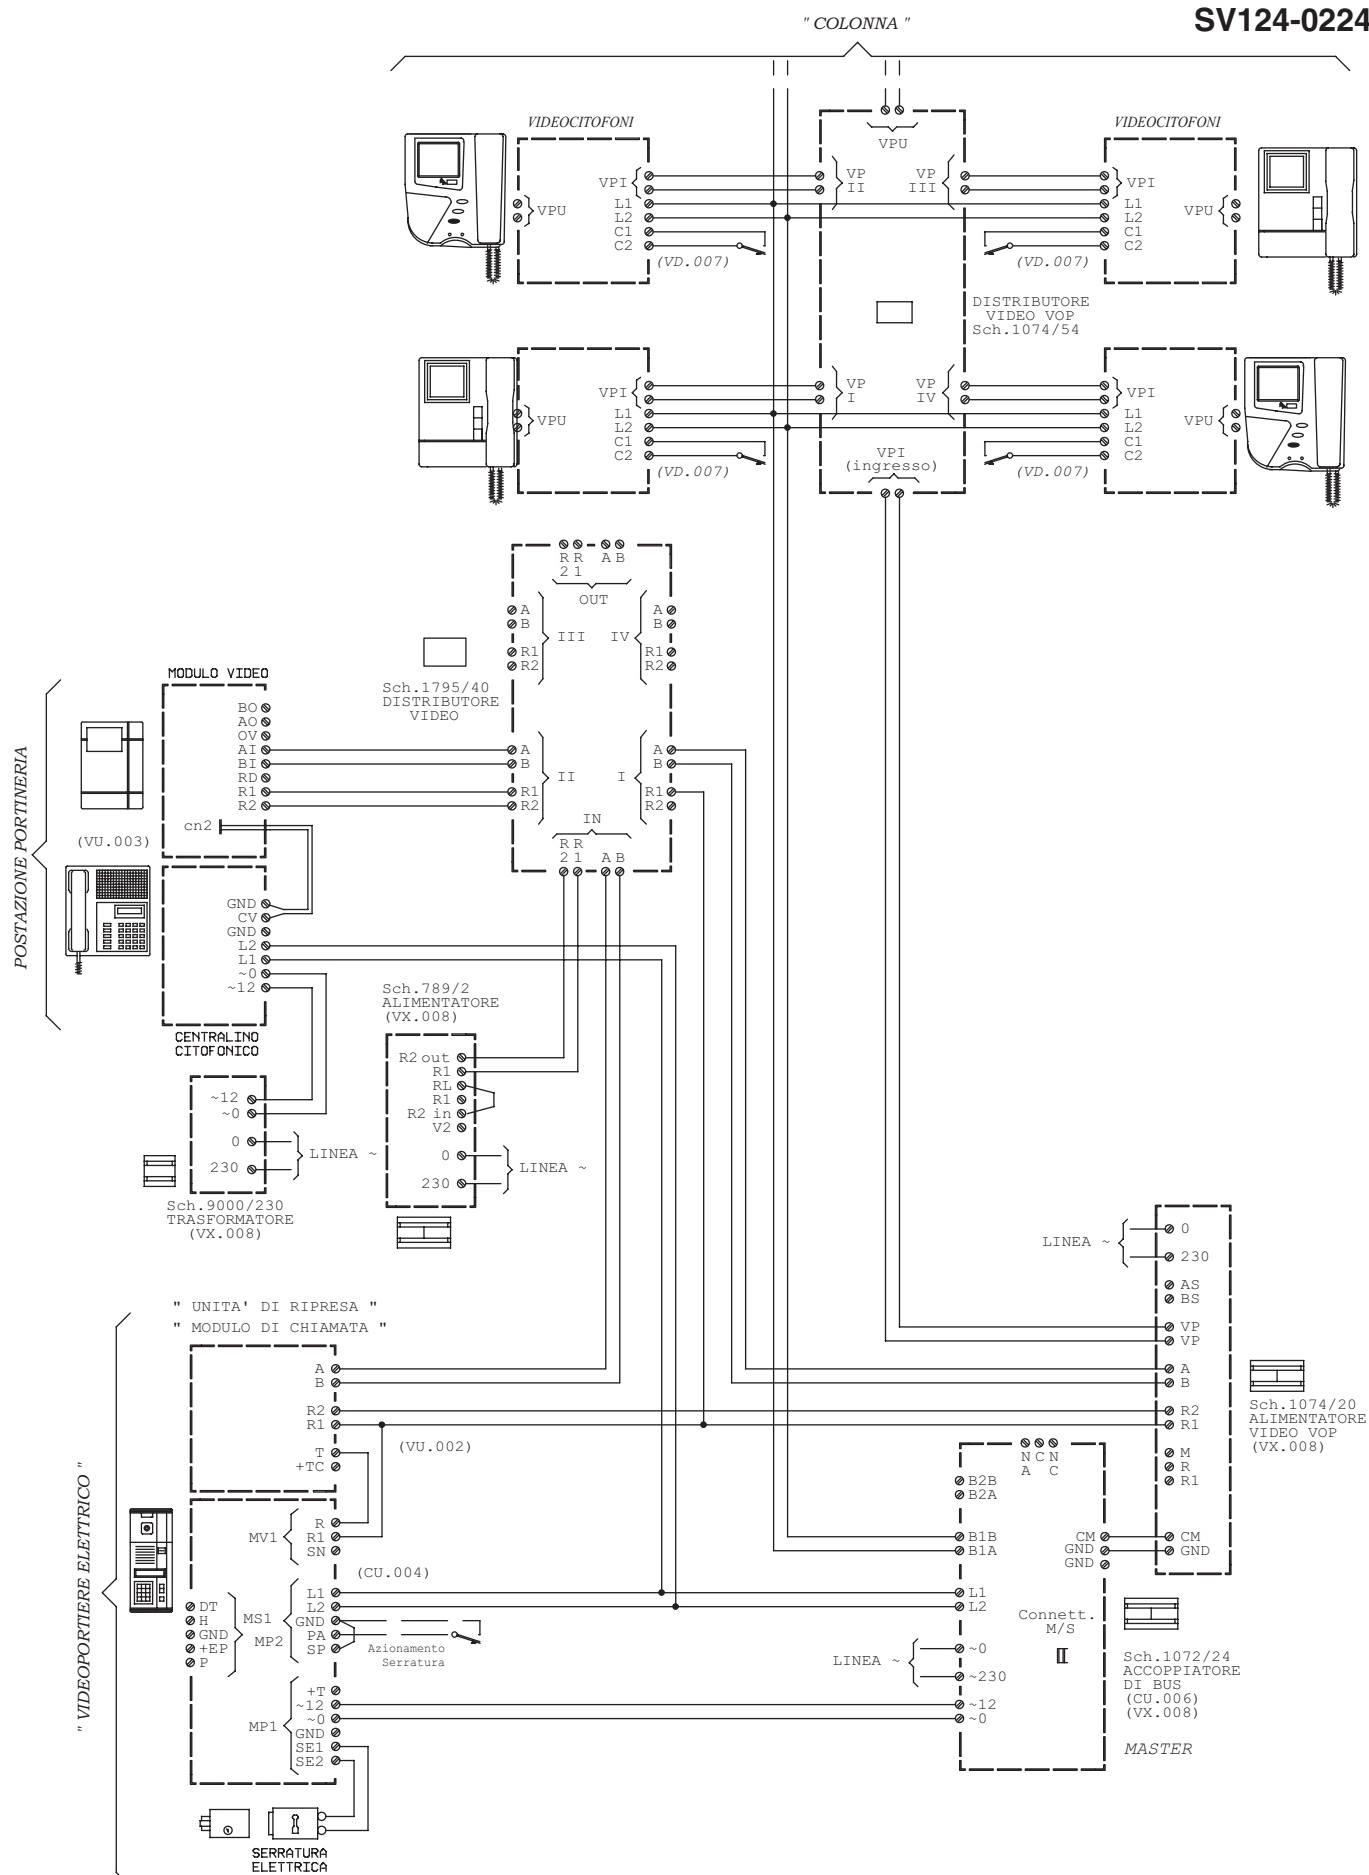 SV124-0224
" COLONNA "
VIDEOCITOFONI
VIDEOCITOFONI
VPU
VPI
VP
II
VP
III
VPI
VPU
L1
L2
C1
C2
L1
L2
C1
C2
VPU
(VD.007)
(VD.007)
DISTRIBUTORE
VIDEO VOP
Sch.1074/54
VPI
VP
I
VP
IV
VPI
VPU
L1
L2
C1
C2
L1
L2
C1
C2
VPU
(VD.007)
(VD.007)
VPI
(ingresso)
R R A B
2 1
OUT
A
B
III
IV
A
B
R1
R2
R1
R2
Sch.1795/40
DISTRIBUTORE
VIDEO
A
B
II
I
A
B
R1
R2
R1
R2
IN
R R
2 1 A B
POSTAZIONE PORTINERIA
MODULO VIDEO
BO
AO
OV
AI
BI
RD
R1
R2
cn2
(VU.003)
GND
CV
GND
L2
L1
~0
~12
CENTRALINO
CITOFONICO
~12
~0
0
230
LINEA ~
Sch.9000/230
TRASFORMATORE
(VX.008)
Sch.789/2
ALIMENTATORE
(VX.008)
R2 out
R1
RL
R1
R2 in
V2
0
230
LINEA ~
LINEA ~
0
230
AS
BS
VP
VP
A
B
R2
R1
M
R
R1
CM
GND
Sch.1074/20
ALIMENTATORE
VIDEO VOP
(VX.008)
" VIDEOPORTIERE ELETTRICO "
" UNITA' DI RIPRESA "
" MODULO DI CHIAMATA "
A
B
R2
R1
T
+TC
(VU.002)
MV1
R
R1
SN
(CU.004)
DT
H
GND
+EP
P
MS1
MP2
L1
L2
GND
PA
SP
Azionamento
Serratura
MP1
+T
~12
~0
GND
SE1
SE2
SERRATURA
ELETTRICA
N C N
A C
B2B
B2A
B1B
B1A
CM
GND
GND
L1
L2
Connett.
M/S
LINEA ~
~0
~230
~12
~0
Sch.1072/24
ACCOPPIATORE
DI BUS
(CU.006)
(VX.008)
MASTER